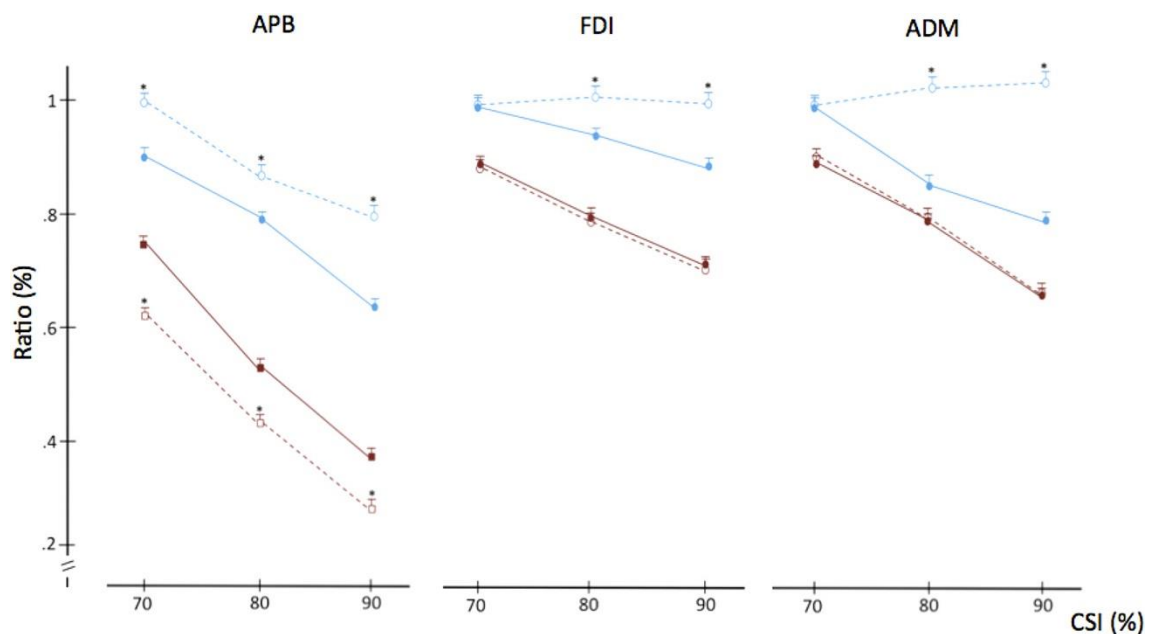 APB FDI ADM
* * *
1
* *
* *
.8
Ratio (%)
.6
* *
.4
*
.2
70 80 90 70 80 90 70 80 90
CSI (%)